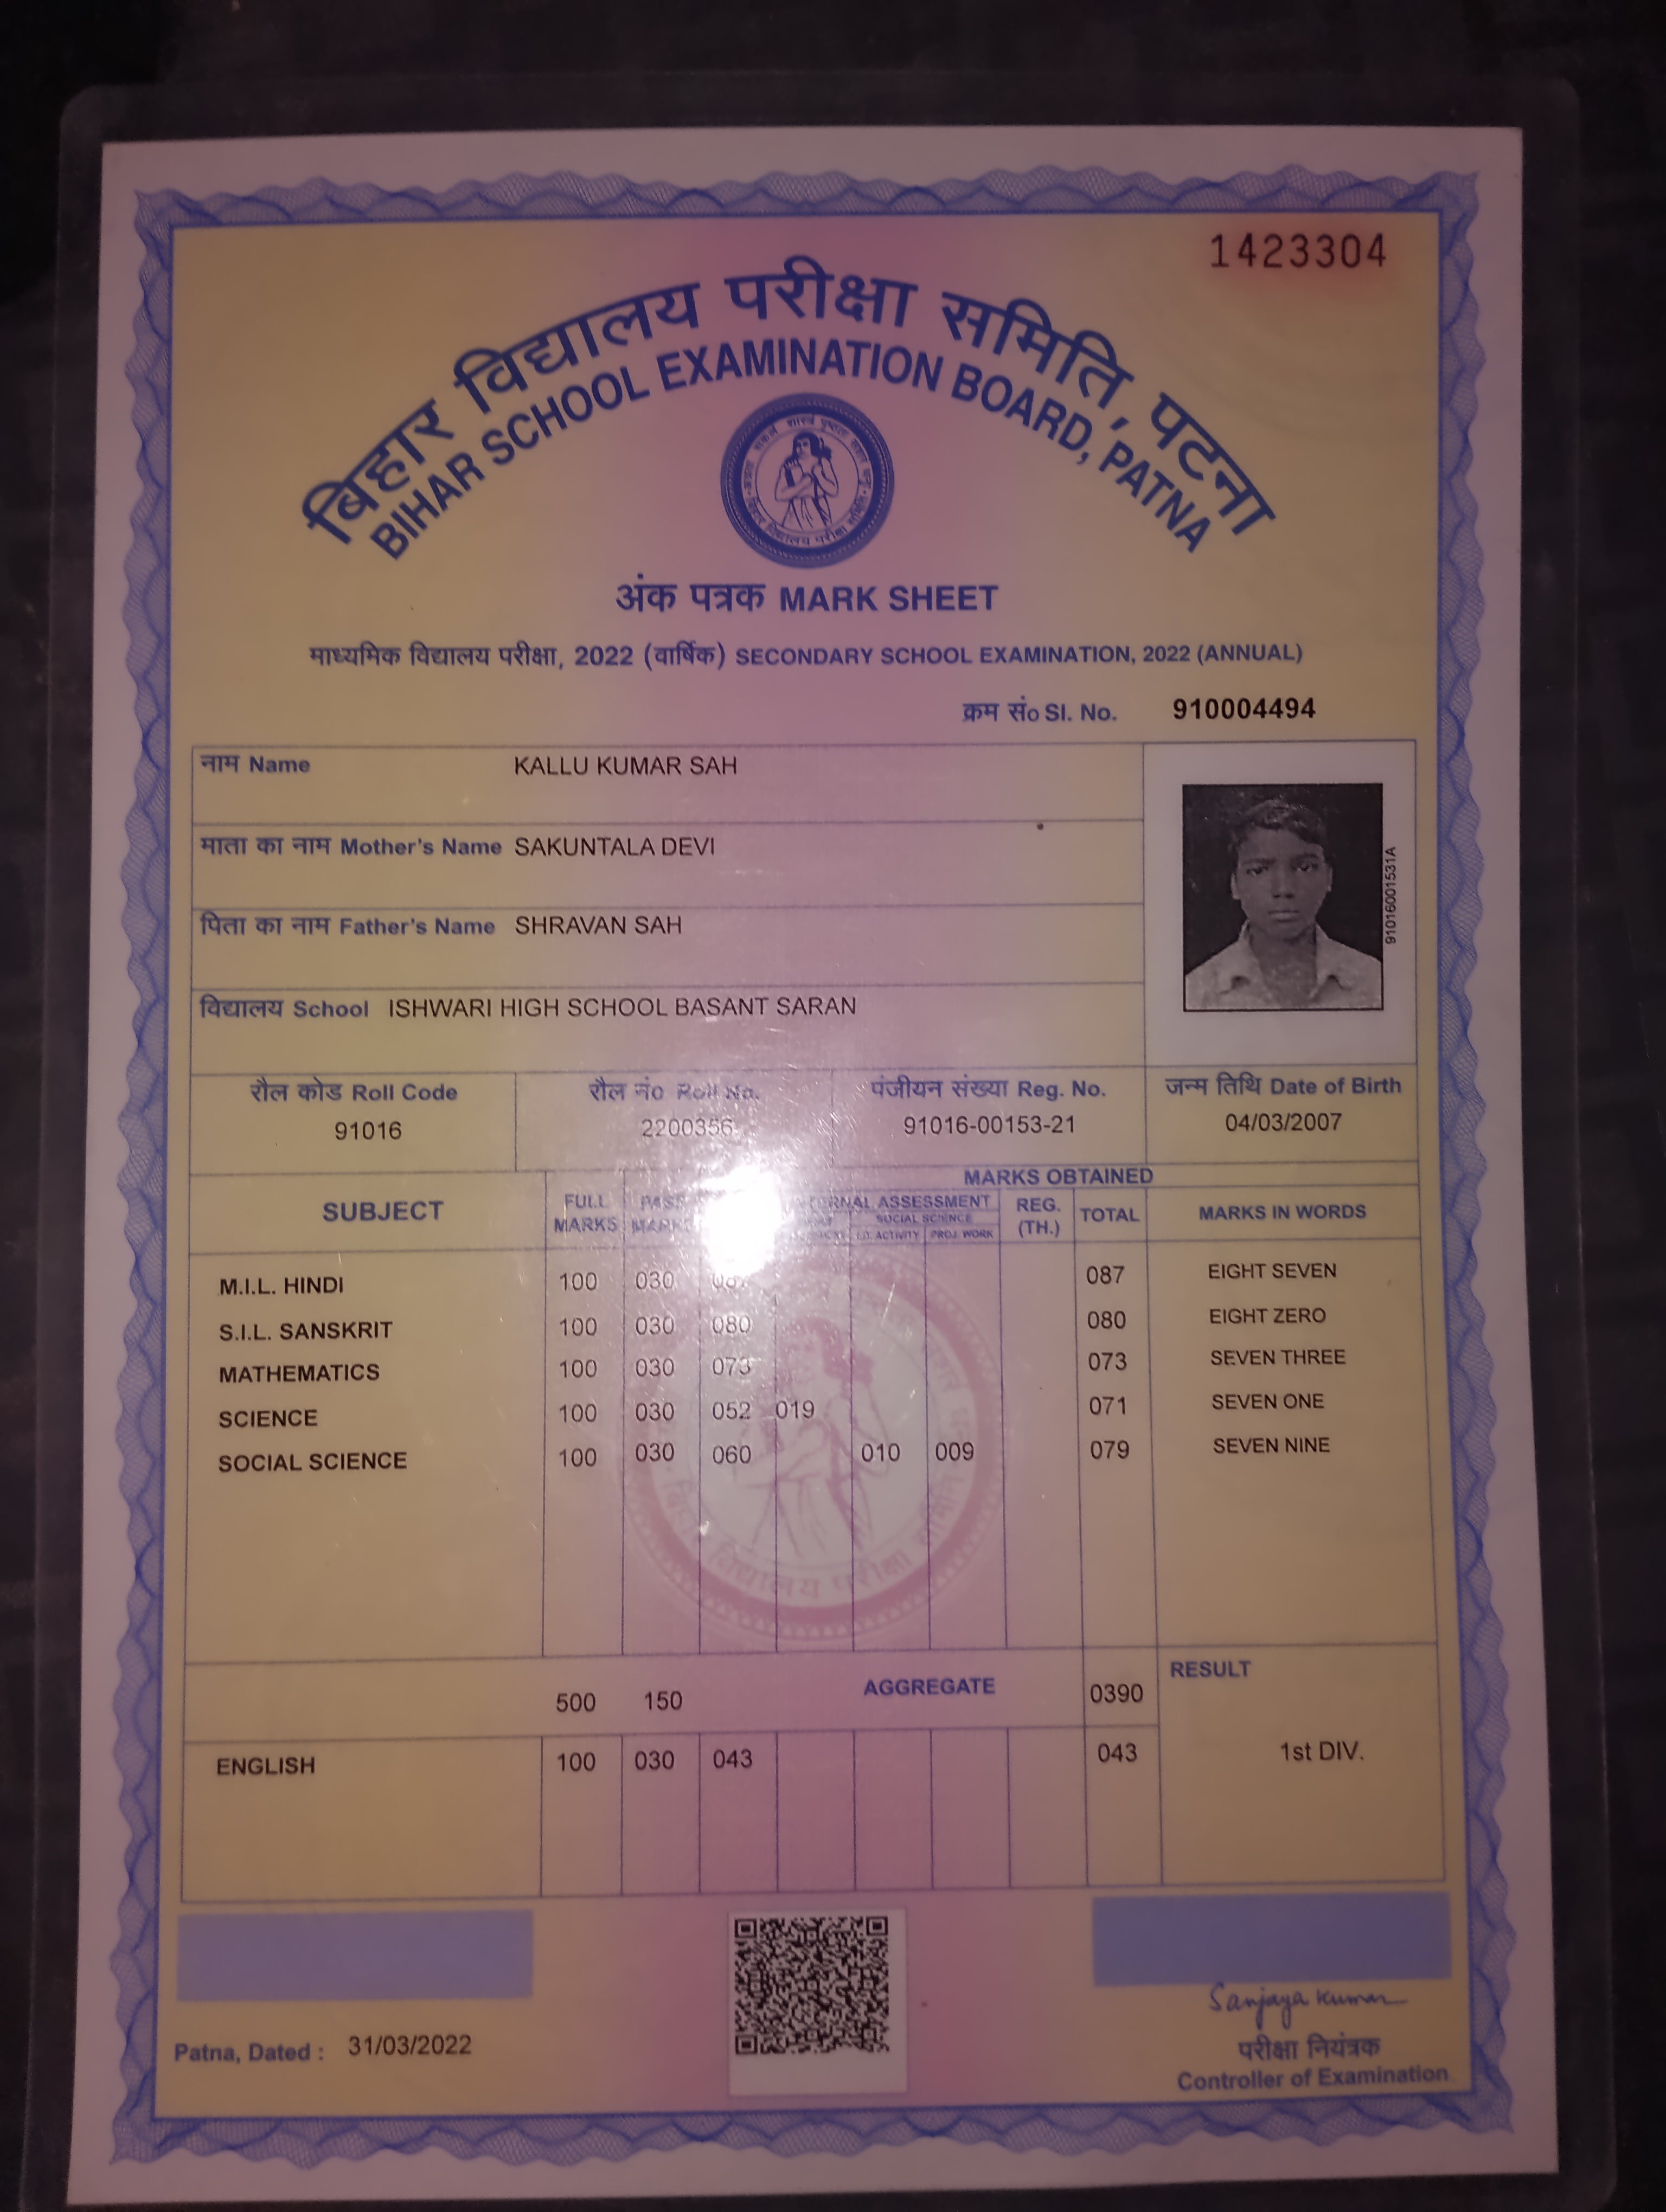 1423304
बिहार विद्यालय परीक्षा समिति, पटना
BIHAR SCHOOL EXAMINATION BOARD, PATNA
अंक पत्रक MARK SHEET
माध्यमिक विद्यालय परीक्षा, 2022 (वार्षिक) SECONDARY SCHOOL EXAMINATION, 2022 (ANNUAL)
क्रम सं० Sl. No. 910004494
नाम Name KALLU KUMAR SAH
माता का नाम Mother's Name SAKUNTALA DEVI
पिता का नाम Father's Name SHRAVAN SAH
910160015​31A
विद्यालय School ISHWARI HIGH SCHOOL BASANT SARAN
रौल कोड Roll Code रौल नं० Roll No. पंजीयन संख्या Reg. No. जन्म तिथि Date of Birth
91016 2200356 91016-00153-21 04/03/2007
MARKS OBTAINED
SUBJECT FULL MARKS PASS MARKS ASSESSMENT REG. (TH.) TOTAL MARKS IN WORDS
SOCIAL SCIENCE
ACTIVITY PROJ. WORK
M.I.L. HINDI 100 030 087 087 EIGHT SEVEN
S.I.L. SANSKRIT 100 030 080 080 EIGHT ZERO
MATHEMATICS 100 030 073 073 SEVEN THREE
SCIENCE 100 030 052 019 071 SEVEN ONE
SOCIAL SCIENCE 100 030 060 010 009 079 SEVEN NINE
500 150 AGGREGATE 0390 RESULT
ENGLISH 100 030 043 043 1st DIV.
Patna, Dated : 31/03/2022
Sanjaya Kumar
परीक्षा नियंत्रक
Controller of Examination